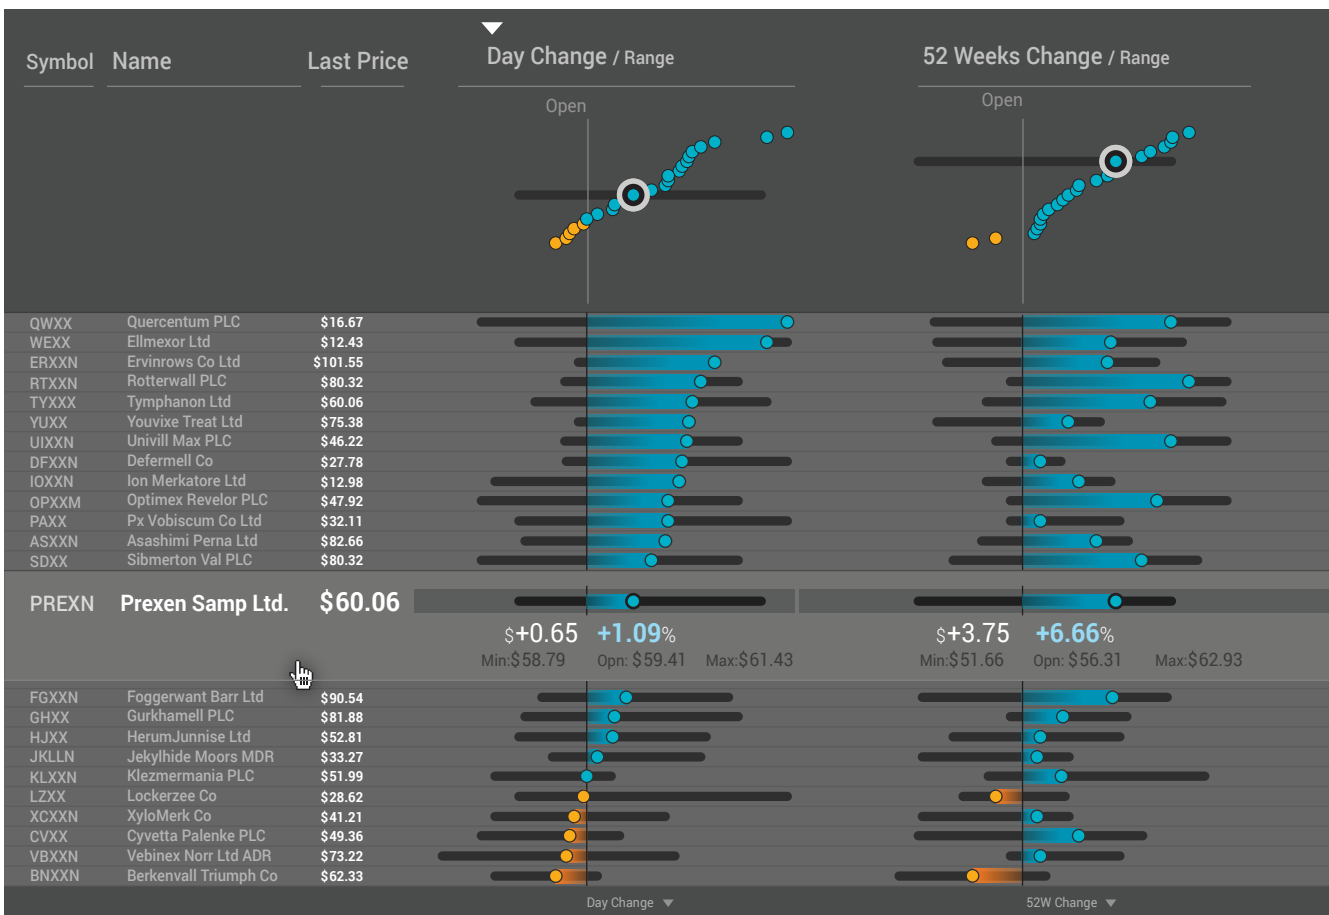 Symbol Name Last Price Day Change / Range 52 Weeks Change / Range
Open Open
QWXX Quercentum PLC $16.67
WEXX Ellmexor Ltd $12.43
ERXXN Ervinrows Co Ltd $101.55
RTXXN Rotterwall PLC $80.32
TYXXX Tymphanon Ltd $60.06
YUXX Youvixe Treat Ltd $75.38
UIXXN Univill Max PLC $46.22
DFXXN Defermell Co $27.78
IOXXN Ion Merkatore Ltd $12.98
OPXXM Optimex Revelor PLC $47.92
PAXX Px Vobiscum Co Ltd $32.11
ASXXN Asashimi Perna Ltd $82.66
SDXX Sibmerton Val PLC $80.32
PREXN Prexen Samp Ltd. $60.06
$+0.65 +1.09% $+3.75 +6.66%
Min:$58.79 Opn: $59.41 Max:$61.43 Min:$51.66 Opn: $56.31 Max:$62.93
FGXXN Foggerwant Barr Ltd $90.54
GHXX Gurkhamell PLC $81.88
HJXX HerumJunnise Ltd $52.81
JKLLN Jekylhide Moors MDR $33.27
KLXXN Klezmermania PLC $51.99
LZXX Lockerzee Co $28.62
XCXXN XyloMerk Co $41.21
CVXX Cyvetta Palenke PLC $49.36
VBXXN Vebinex Norr Ltd ADR $73.22
BNXXN Berkenvall Triumph Co $62.33
Day Change 52W Change